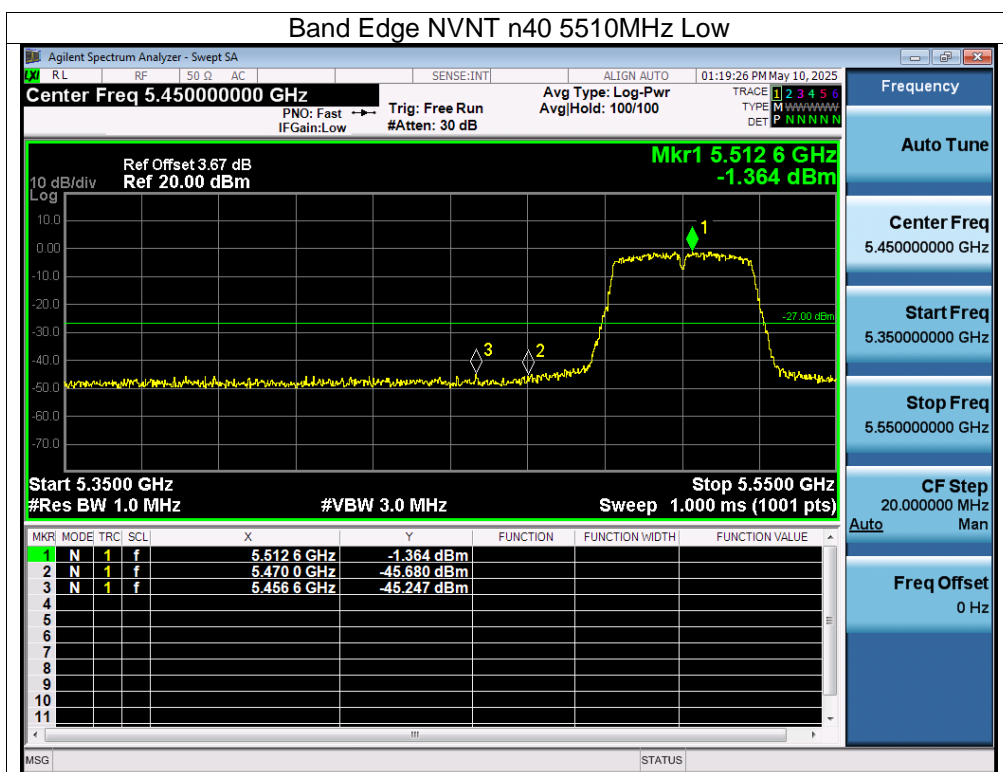 Band Edge NVNT n40 5510MHz Low
Agilent Spectrum Analyzer - Swept SA
LXI RL RF 50 Ω AC SENSE:INT ALIGN AUTO 01:19:26 PM May 10, 2025
Center Freq 5.450000000 GHz
PNO: Fast
IFGain:Low
Trig: Free Run
#Atten: 30 dB
Avg Type: Log-Pwr
Avg|Hold: 100/100
TRACE 1 2 3 4 5 6
TYPE M WWWWW
DET P N N N N N
Ref Offset 3.67 dB
10 dB/div Ref 20.00 dBm
Log
Mkr1 5.512 6 GHz
-1.364 dBm
10.0
0.00
-10.0
-20.0
-30.0
-40.0
-50.0
-60.0
-70.0
1
-27.00 dBm
3
2
Start 5.3500 GHz Stop 5.5500 GHz
#Res BW 1.0 MHz #VBW 3.0 MHz Sweep 1.000 ms (1001 pts)
MKR MODE TRC SCL X Y FUNCTION FUNCTION WIDTH FUNCTION VALUE
1 N 1 f 5.512 6 GHz -1.364 dBm
2 N 1 f 5.470 0 GHz -45.680 dBm
3 N 1 f 5.456 6 GHz -45.247 dBm
4
5
6
7
8
9
10
11
MSG STATUS
Frequency
Auto Tune
Center Freq
5.450000000 GHz
Start Freq
5.350000000 GHz
Stop Freq
5.550000000 GHz
CF Step
20.000000 MHz
Auto Man
Freq Offset
0 Hz